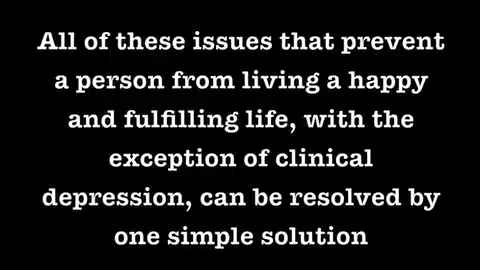 All of these issues that prevent
a person from living a happy
and fulfilling life, with the
exception of clinical
depression, can be resolved by
one simple solution